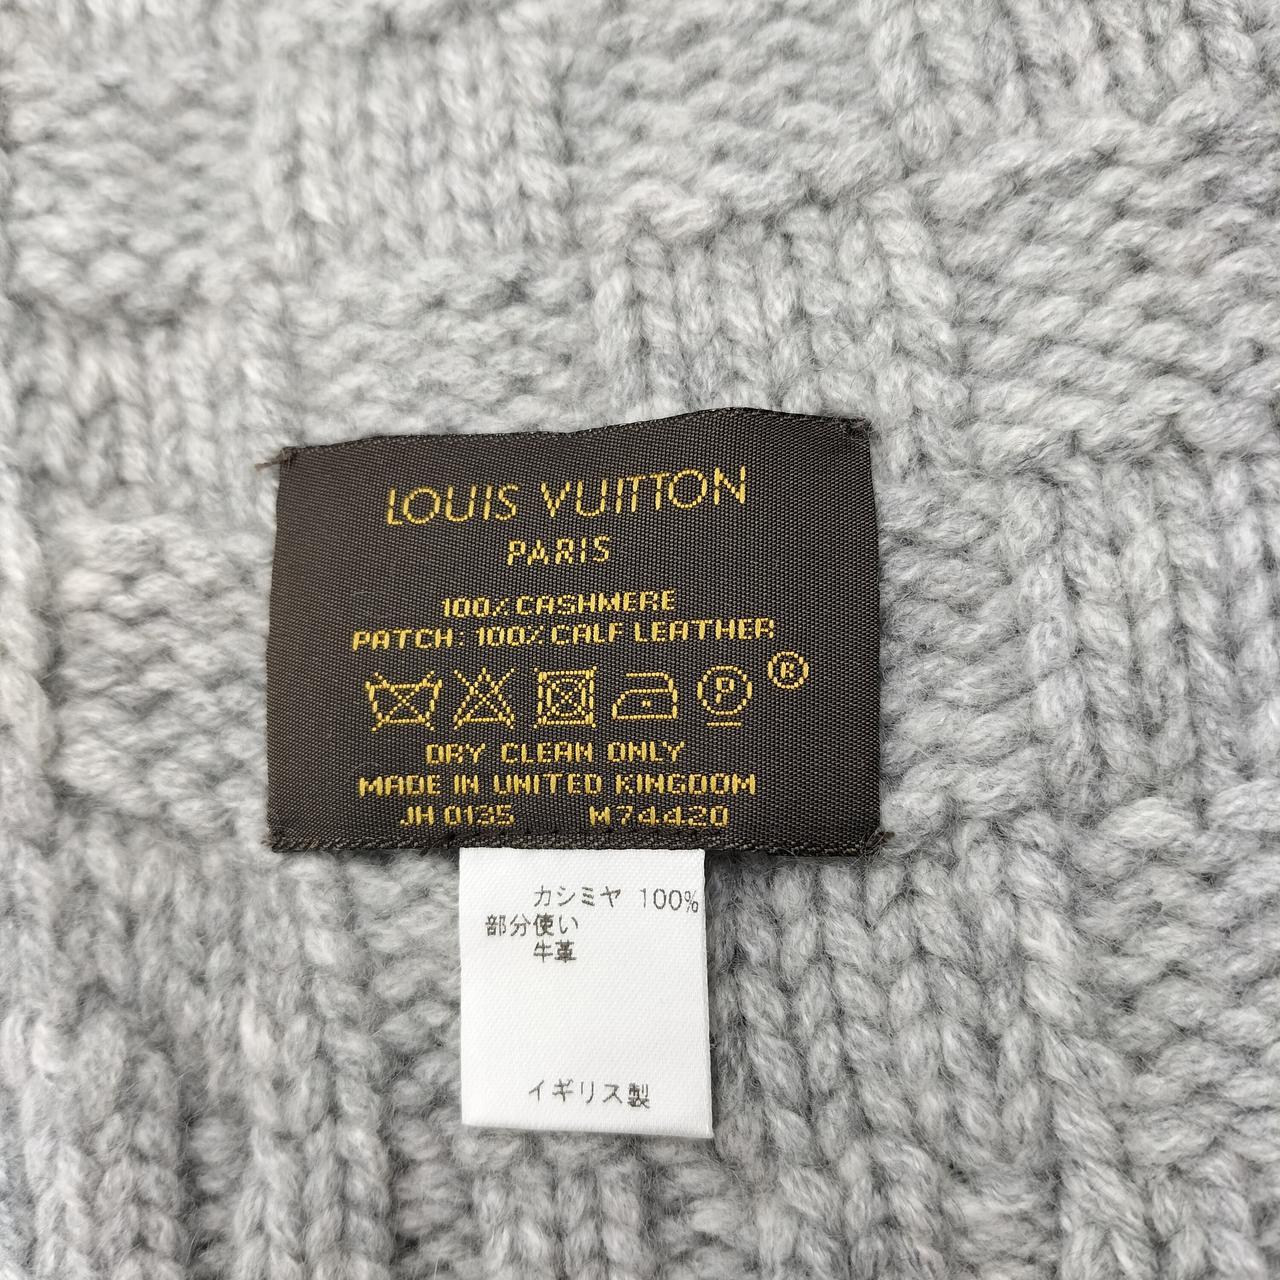 LOUIS VUITTON
PARIS
100% CASHMERE
PATCH: 100% CALF LEATHER
P ®
DRY CLEAN ONLY
MADE IN UNITED KINGDOM
JH 0135 M74420
カシミヤ 100%
部分使い
牛革
イギリス製